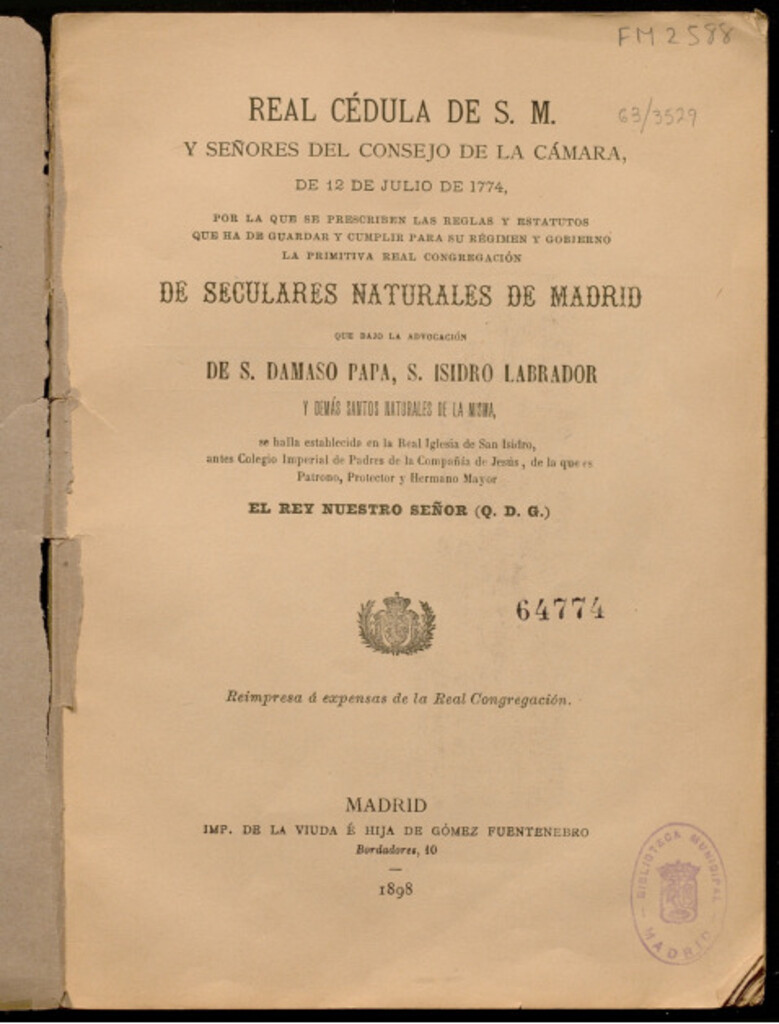 FM 2588
63/3529
REAL CÉDULA DE S. M.
Y SEÑORES DEL CONSEJO DE LA CÁMARA,
DE 12 DE JULIO DE 1774,
POR LA QUE SE PRESCRIBEN LAS REGLAS Y ESTATUTOS
QUE HA DE GUARDAR Y CUMPLIR PARA SU RÉGIMEN Y GOBIERNO
LA PRIMITIVA REAL CONGREGACIÓN
DE SECULARES NATURALES DE MADRID
QUE BAJO LA ADVOCACIÓN
DE S. DAMASO PAPA, S. ISIDRO LABRADOR
Y DEMÁS SANTOS NATURALES DE LA MISMA,
se halla establecida en la Real Iglesia de San Isidro,
antes Colegio Imperial de Padres de la Compañía de Jesús, de la que es
Patrono, Protector y Hermano Mayor
EL REY NUESTRO SEÑOR (Q. D. G.)
64774
Reimpresa á expensas de la Real Congregación.
MADRID
IMP. DE LA VIUDA É HIJA DE GÓMEZ FUENTENEBRO
Bordadores, 10
1898
BIBLIOTECA MUNICIPAL
MADRID